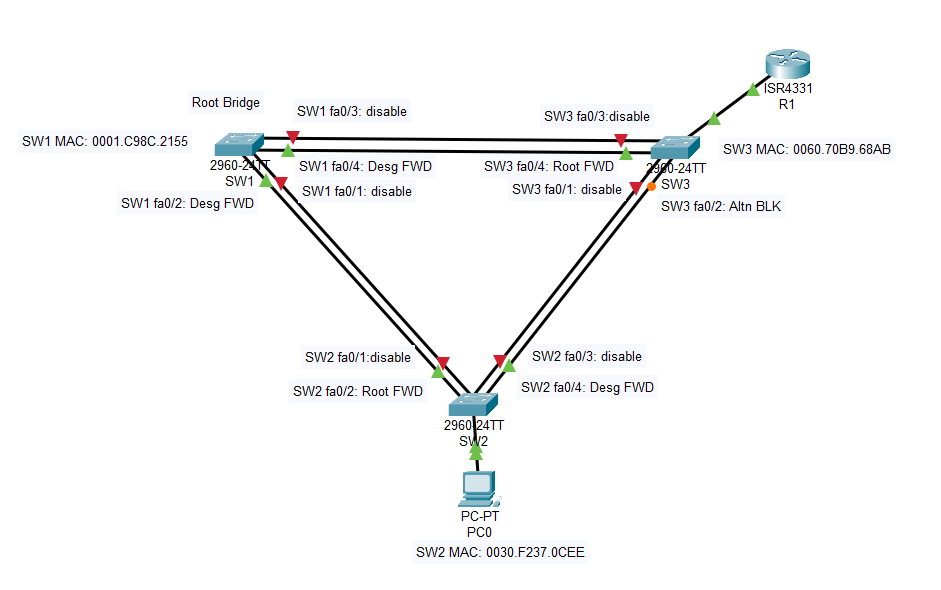 ISR4331
R1
Root Bridge
SW1 fa0/3: disable
SW3 fa0/3:disable
SW1 MAC: 0001.C98C.2155
SW3 MAC: 0060.70B9.68AB
2960-24TT
SW1
SW1 fa0/4: Desg FWD
SW3 fa0/4: Root FWD
2960-24TT
SW3
SW1 fa0/1: disable
SW3 fa0/1: disable
SW1 fa0/2: Desg FWD
SW3 fa0/2: Altn BLK
SW2 fa0/1:disable
SW2 fa0/3: disable
SW2 fa0/2: Root FWD
SW2 fa0/4: Desg FWD
2960-24TT
SW2
PC-PT
PC0
SW2 MAC: 0030.F237.0CEE